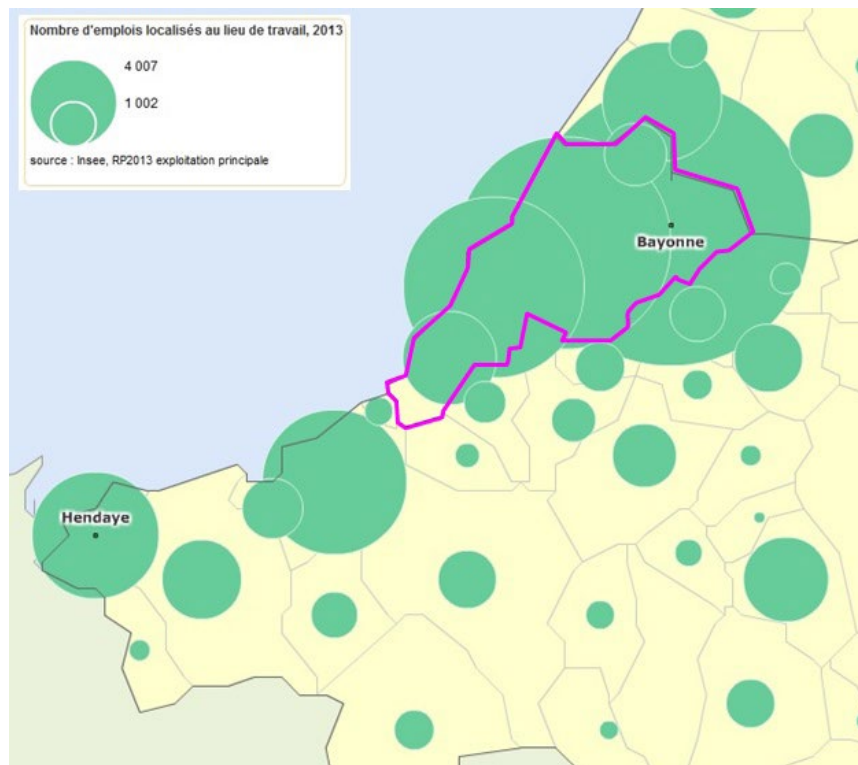 Nombre d'emplois localisés au lieu de travail, 2013
4 007
1 002
source : Insee, RP2013 exploitation principale
Bayonne
Hendaye